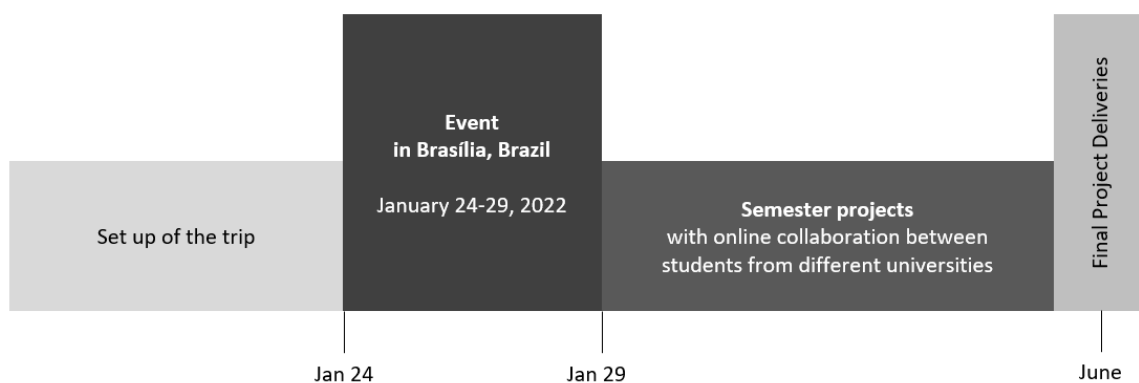 Set up of the trip
Event
in Brasília, Brazil
January 24-29, 2022
Semester projects
with online collaboration between
students from different universities
Final Project Deliveries
Jan 24
Jan 29
June